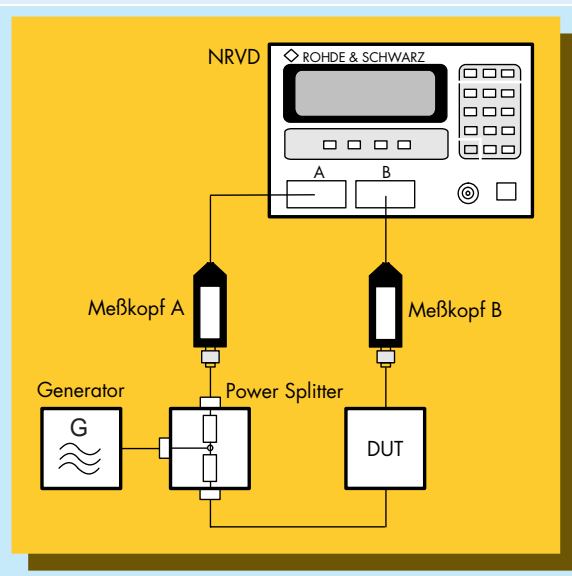 NRVD
ROHDE & SCHWARZ
A
B
Meßkopf A
Meßkopf B
Generator
Power Splitter
G
DUT